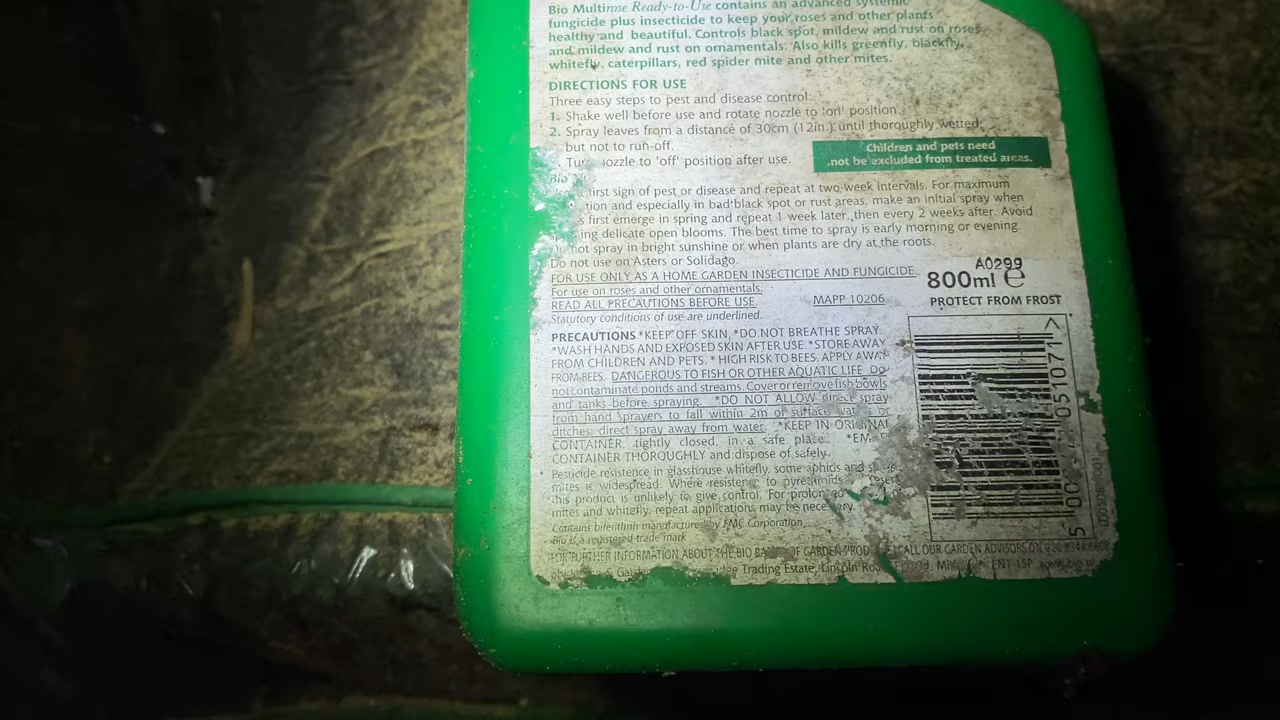 Bio Multirose Ready-to-Use contains an advanced systemic
fungicide plus insecticide to keep your roses and other plants
healthy and beautiful. Controls black spot, mildew and rust on roses
and mildew and rust on ornamentals. Also kills greenfly, blackfly,
whitefly, caterpillars, red spider mite and other mites.
DIRECTIONS FOR USE
Three easy steps to pest and disease control:
1. Shake well before use and rotate nozzle to 'on' position.
2. Spray leaves from a distance of 30cm (12in.) until thoroughly wetted,
but not to run-off.
Turn nozzle to 'off' position after use.
Children and pets need
not be excluded from treated areas.
first sign of pest or disease and repeat at two week intervals. For maximum
and especially in bad black spot or rust areas, make an initial spray when
first emerge in spring and repeat 1 week later, then every 2 weeks after. Avoid
delicate open blooms. The best time to spray is early morning or evening.
not spray in bright sunshine or when plants are dry at the roots.
Do not use on Asters or Solidago.
FOR USE ONLY AS A HOME GARDEN INSECTICIDE AND FUNGICIDE.
For use on roses and other ornamentals.
READ ALL PRECAUTIONS BEFORE USE. MAPP 10206
Statutory conditions of use are underlined.
A0299
800ml e
PROTECT FROM FROST
PRECAUTIONS *KEEP OFF SKIN, *DO NOT BREATHE SPRAY.
*WASH HANDS AND EXPOSED SKIN AFTER USE. *STORE AWAY
FROM CHILDREN AND PETS. * HIGH RISK TO BEES. APPLY AWAY
FROM BEES. DANGEROUS TO FISH OR OTHER AQUATIC LIFE. Do
not contaminate ponds and streams. Cover or remove fish bowls
and tanks before spraying. *DO NOT ALLOW direct spray
from hand sprayers to fall within 2m of surface waters or
ditches; direct spray away from water. *KEEP IN ORIGINAL
CONTAINER, tightly closed, in a safe place.
CONTAINER THOROUGHLY and dispose of safely.
Pesticide resistence in glasshouse whitefly, some aphids and
mites is widespread. Where resistent to pyrethroids
this product is unlikely to give control. For prolonged
mites and whitefly, repeat applications may be necessary.
Contains bifenthrin manufactured by FMC Corporation.
Bio is a registered trade mark
FOR FURTHER INFORMATION ABOUT THE BIO OF GARDEN CALL OUR GARDEN ADVISORS ON
Trading Estate, Lincoln EN1 1SP
051071 >